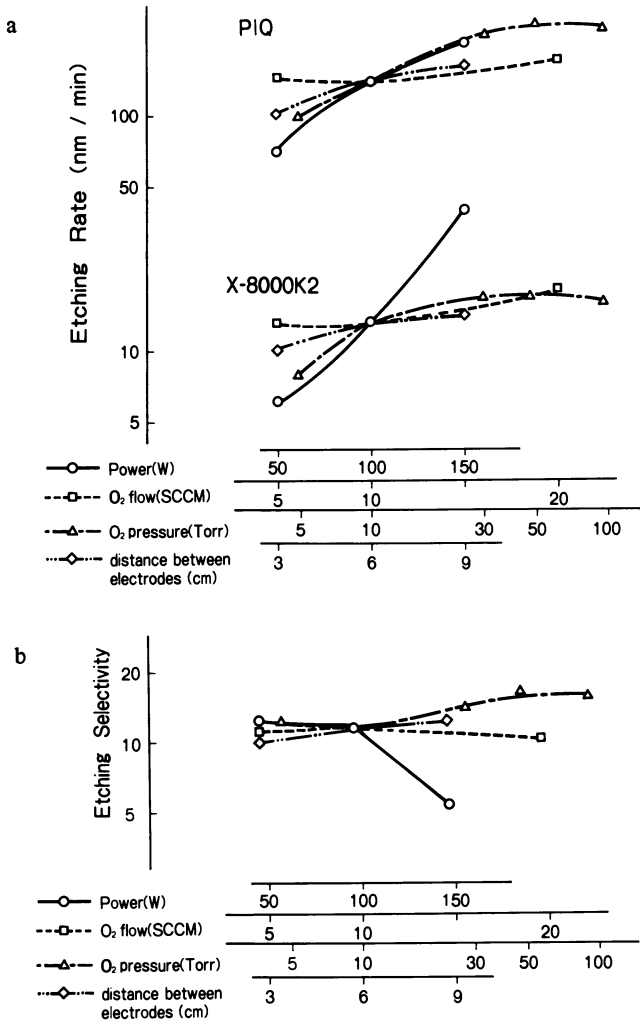 a
PIQ
Etching Rate (nm / min)
100
50
X-8000K2
10
5
Power(W)
50 100 150
O₂ flow(SCCM)
5 10 20
O₂ pressure(Torr)
5 10 30 50 100
distance between
electrodes (cm)
3 6 9
b
Etching Selectivity
20
10
5
Power(W)
50 100 150
O₂ flow(SCCM)
5 10 20
O₂ pressure(Torr)
5 10 30 50 100
distance between
electrodes (cm)
3 6 9